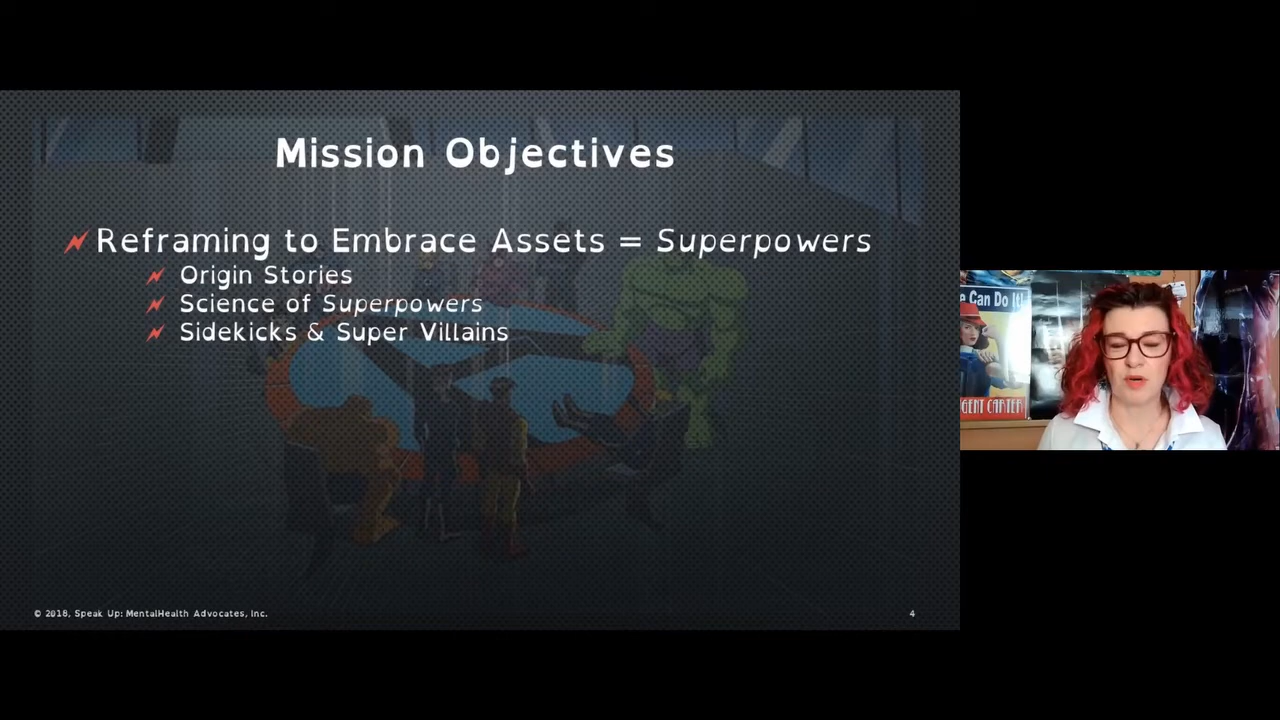 Mission Objectives
Reframing to Embrace Assets = Superpowers
Origin Stories
Science of Superpowers
Sidekicks & Super Villains
© 2018, Speak Up: MentalHealth Advocates, Inc.
4
e Can Do It!
GENT CARTER